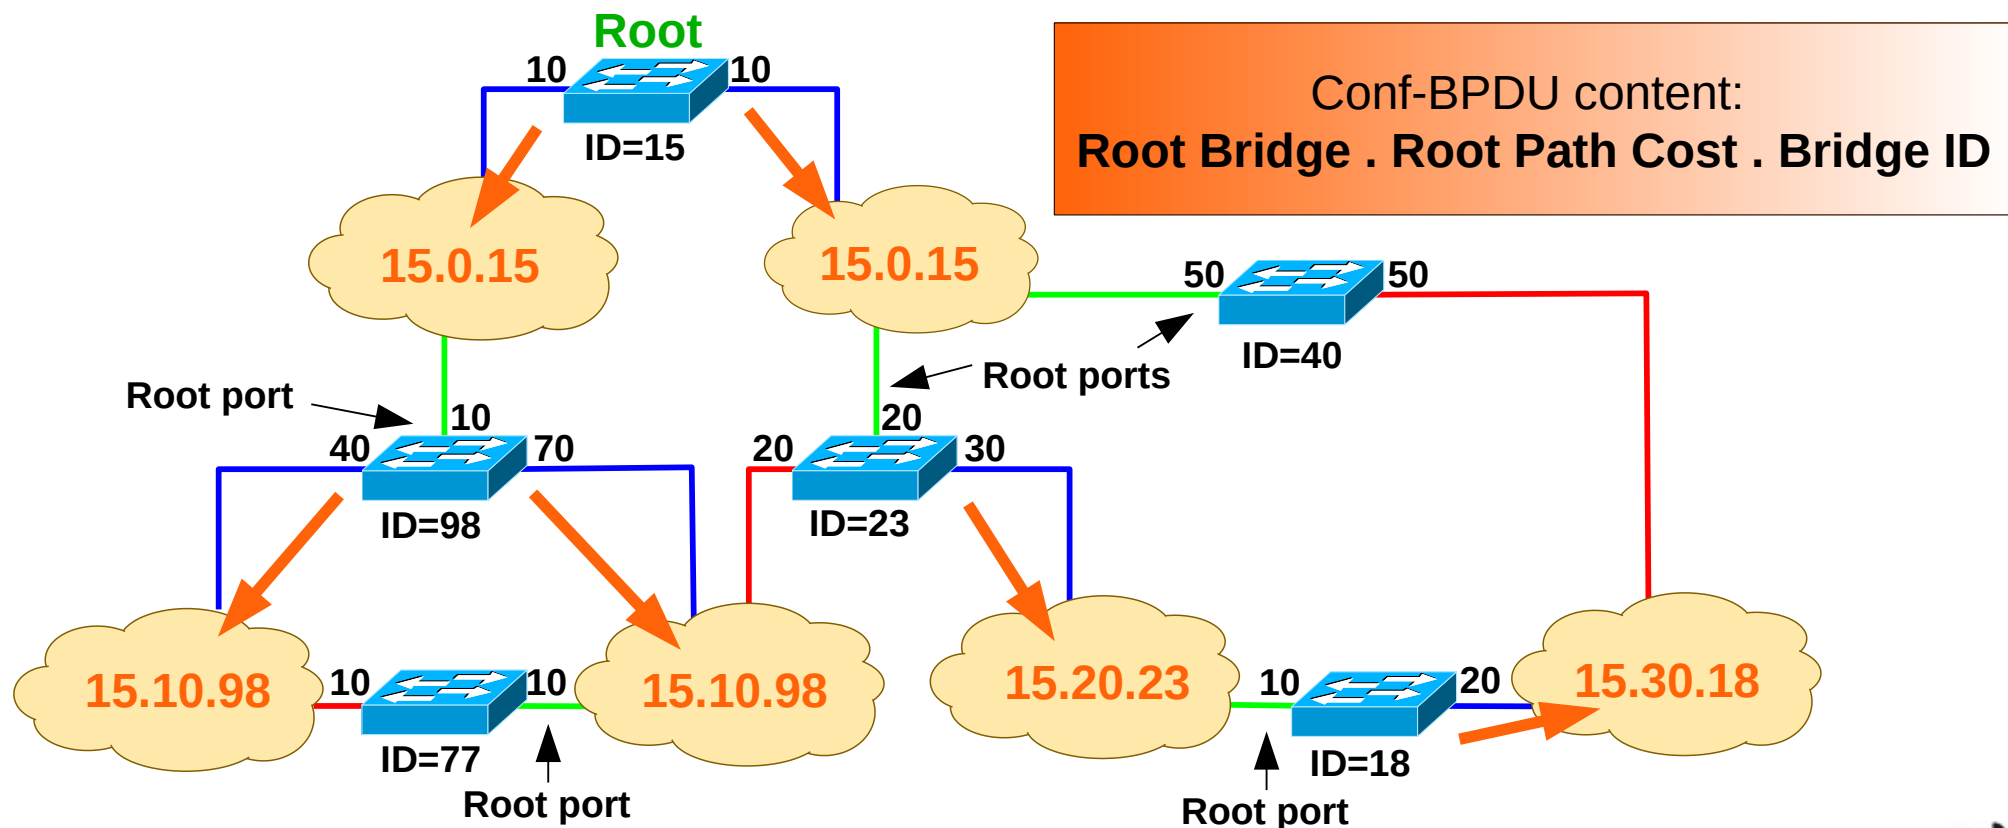 Root
10
10
ID=15
Conf-BPDU content:
Root Bridge . Root Path Cost . Bridge ID
15.0.15
15.0.15
50
50
ID=40
Root port
Root ports
10
40
70
ID=98
20
20
30
ID=23
15.10.98
10
10
ID=77
Root port
15.10.98
15.20.23
10
20
ID=18
Root port
15.30.18